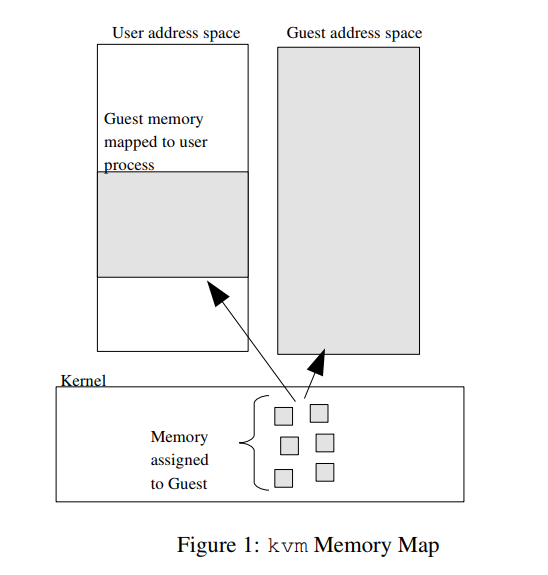 User address space
Guest address space
Guest memory
mapped to user
process
Kernel
Memory
assigned
to Guest
Figure 1: kvm Memory Map